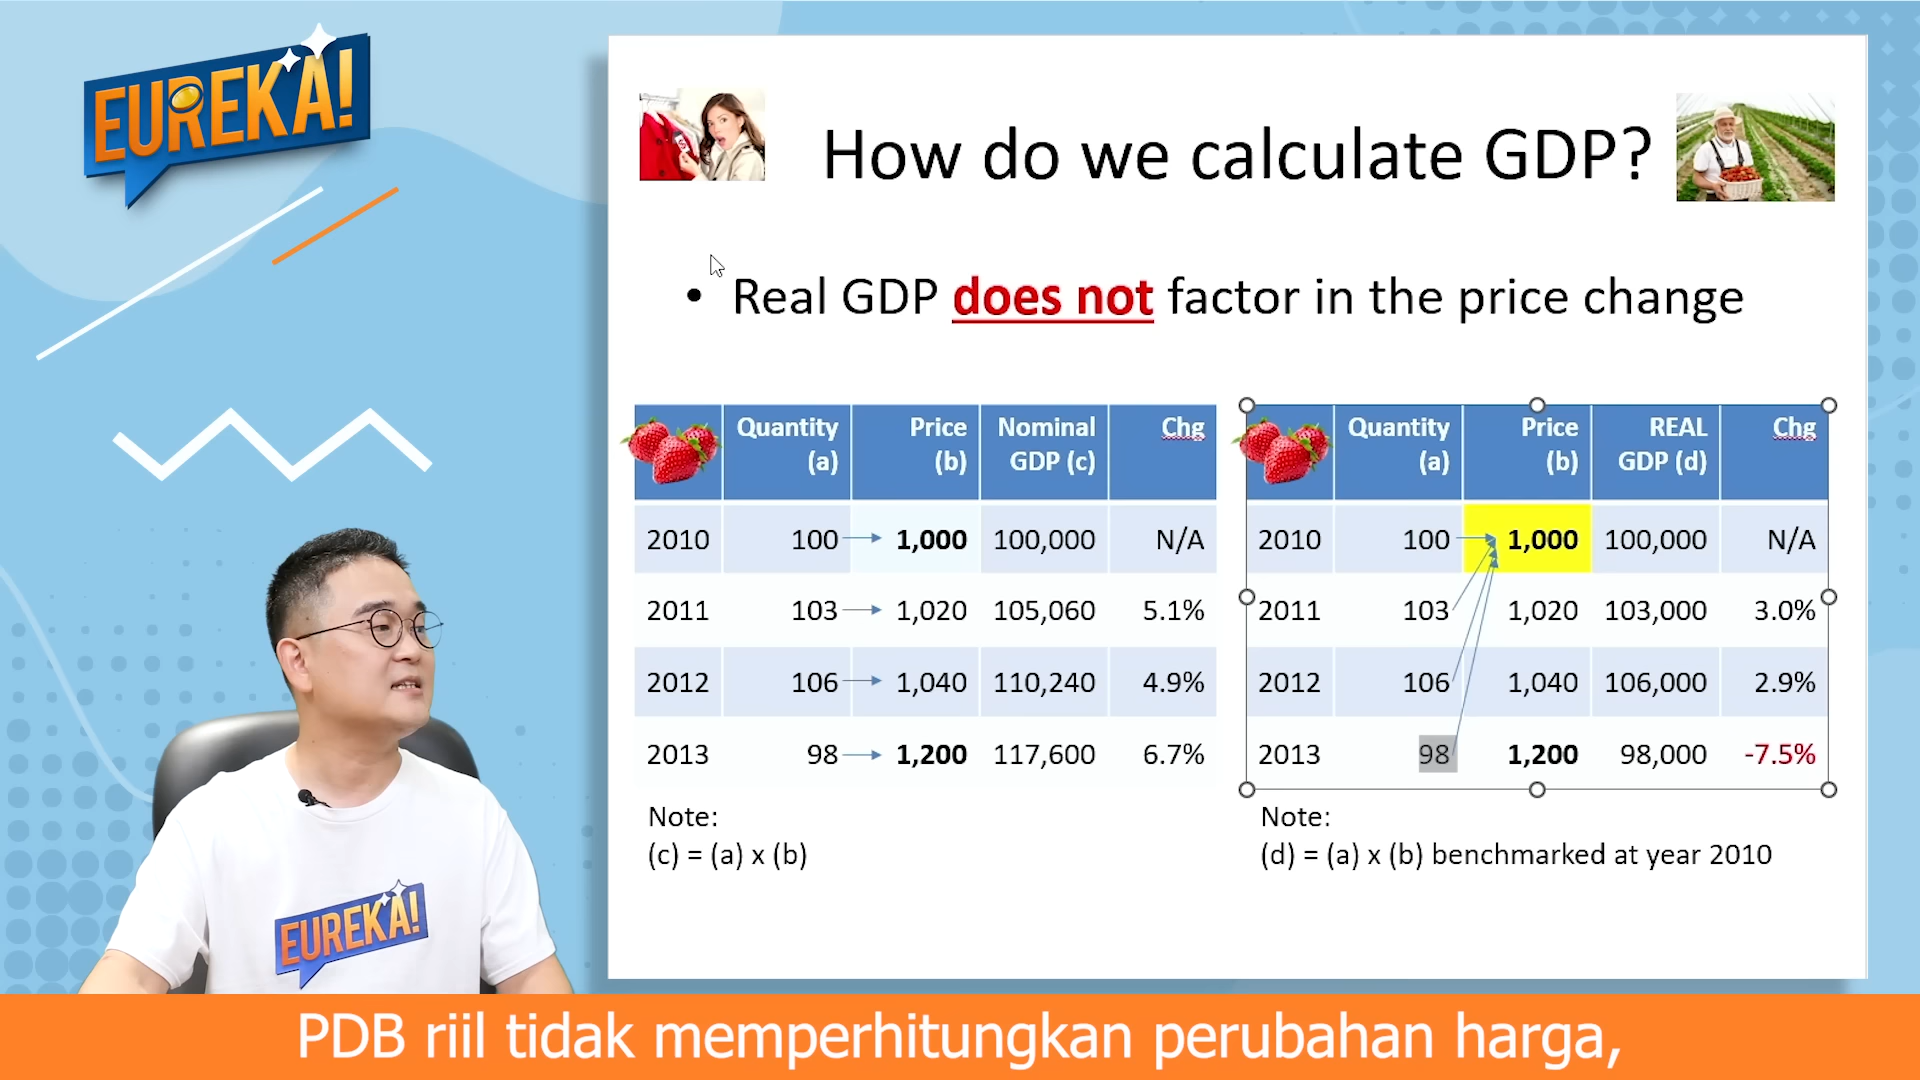 EUREKA!
How do we calculate GDP?
• Real GDP does not factor in the price change
Quantity (a) Price (b) Nominal GDP (c) Chg
2010 100 1,000 100,000 N/A
2011 103 1,020 105,060 5.1%
2012 106 1,040 110,240 4.9%
2013 98 1,200 117,600 6.7%
Note:
(c) = (a) x (b)
Quantity (a) Price (b) REAL GDP (d) Chg
2010 100 1,000 100,000 N/A
2011 103 1,020 103,000 3.0%
2012 106 1,040 106,000 2.9%
2013 98 1,200 98,000 -7.5%
Note:
(d) = (a) x (b) benchmarked at year 2010
EUREKA!
PDB riil tidak memperhitungkan perubahan harga,